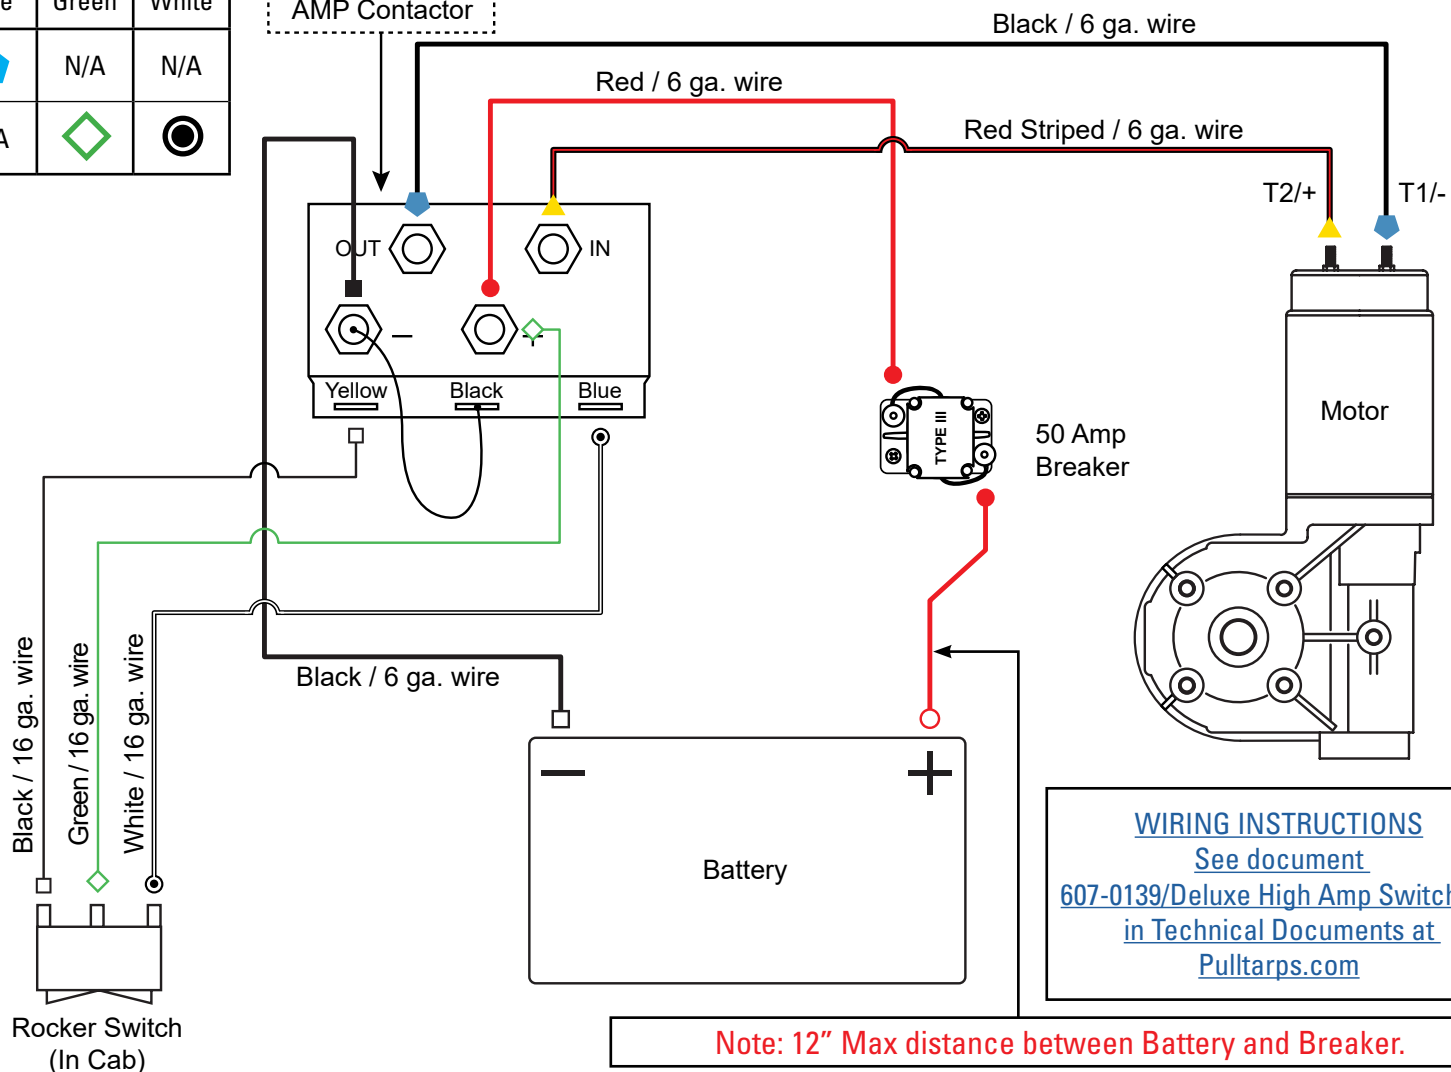 Green White
N/A N/A
AMP Contactor
Black / 6 ga. wire
Red / 6 ga. wire
Red Striped / 6 ga. wire
T2/+ T1/-
OUT IN
− +
Yellow Black Blue
TYPE III
50 Amp
Breaker
Motor
Black / 16 ga. wire
Green / 16 ga. wire
White / 16 ga. wire
Black / 6 ga. wire
− +
Battery
WIRING INSTRUCTIONS
See document
607-0139/Deluxe High Amp Switch
in Technical Documents at
Pulltarps.com
Rocker Switch
(In Cab)
Note: 12” Max distance between Battery and Breaker.